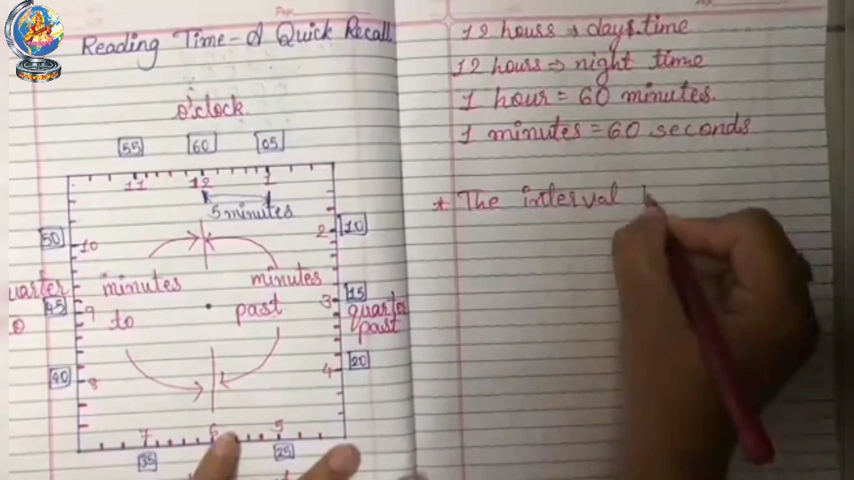 Reading Time - A Quick Recall
o'clock
55 60 05
11 12 1
5 minutes
50 10 2 10
minutes to
minutes past
quarter
45 9 3 15
quarter past
40 8 4 20
7 6 5
35 25
12 hours ⇒ days time
12 hours ⇒ night time
1 hour = 60 minutes.
1 minutes = 60 seconds
* The interval